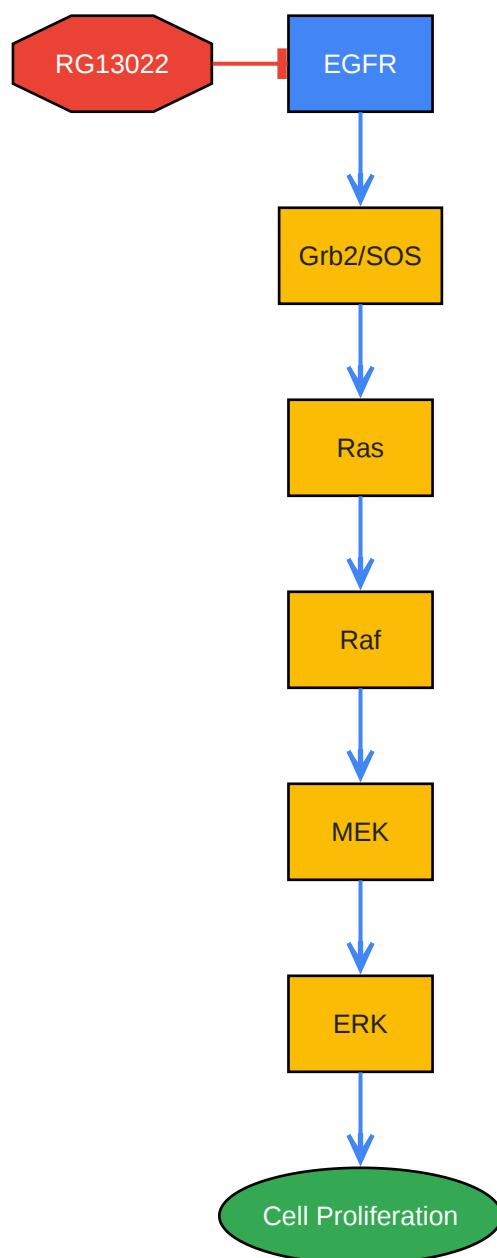 RG13022
EGFR
Grb2/SOS
Ras
Raf
MEK
ERK
Cell Proliferation